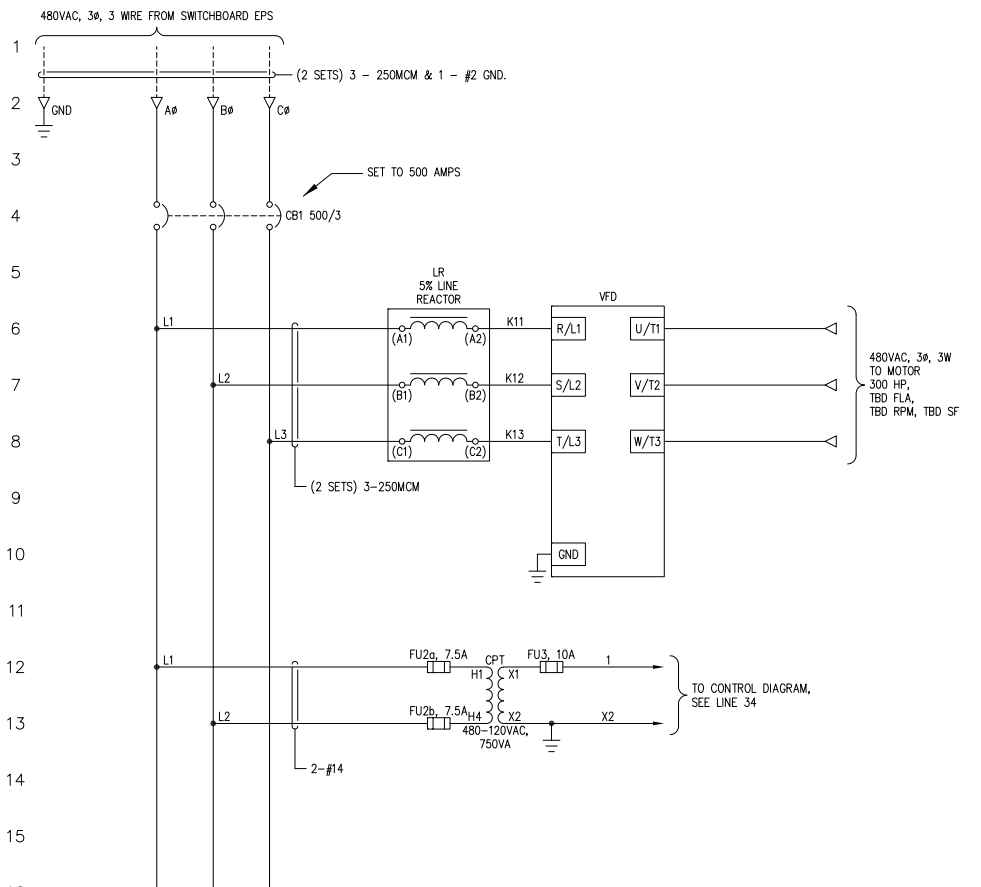 480VAC, 3ø, 3 WIRE FROM SWITCHBOARD EPS
1
(2 SETS) 3 - 250MCM & 1 - #2 GND.
2
GND
Aø
Bø
Cø
3
SET TO 500 AMPS
4
CB1 500/3
5
LR
5% LINE
REACTOR
VFD
6
L1
(A1)
(A2)
K11
R/L1
U/T1
7
L2
(B1)
(B2)
K12
S/L2
V/T2
480VAC, 3ø, 3W
TO MOTOR
300 HP,
TBD FLA,
TBD RPM, TBD SF
8
L3
(C1)
(C2)
K13
T/L3
W/T3
(2 SETS) 3-250MCM
9
10
GND
11
12
L1
FU2a, 7.5A
CPT
FU3, 10A
H1
X1
1
TO CONTROL DIAGRAM,
SEE LINE 34
13
L2
FU2b, 7.5A
H4
X2
X2
480-120VAC,
750VA
2-#14
14
15